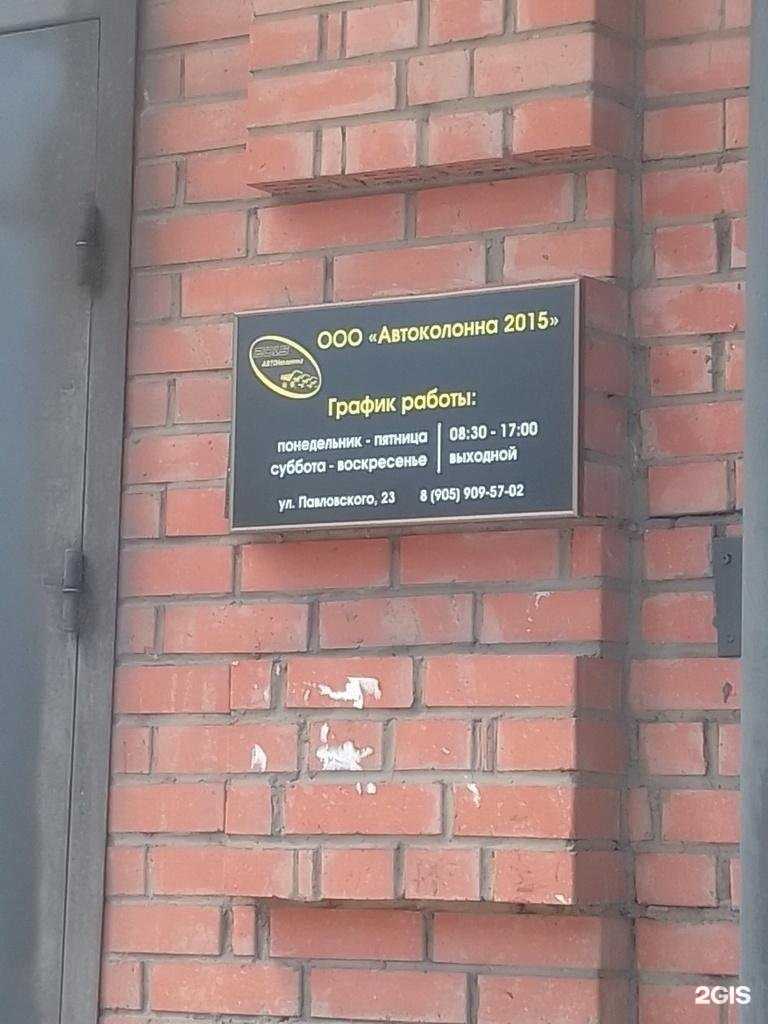 ООО «Автоколонна 2015»
АВТОколонна
График работы:
понедельник - пятница 08:30 - 17:00
суббота - воскресенье выходной
ул. Павловского, 23 8 (905) 909-57-02
2GIS